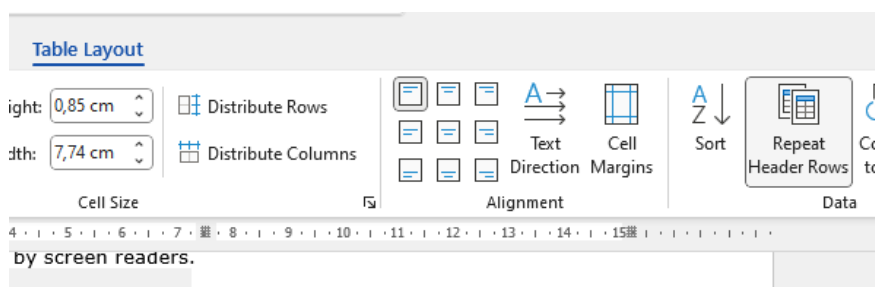 Table Layout
ight: 0,85 cm
Distribute Rows
dth: 7,74 cm
Distribute Columns
Cell Size
Text
Direction
Cell
Margins
Alignment
A
Z
Sort
Repeat
Header Rows
Co
to
Data
4 5 6 7 8 9 10 11 12 13 14 15
by screen readers.